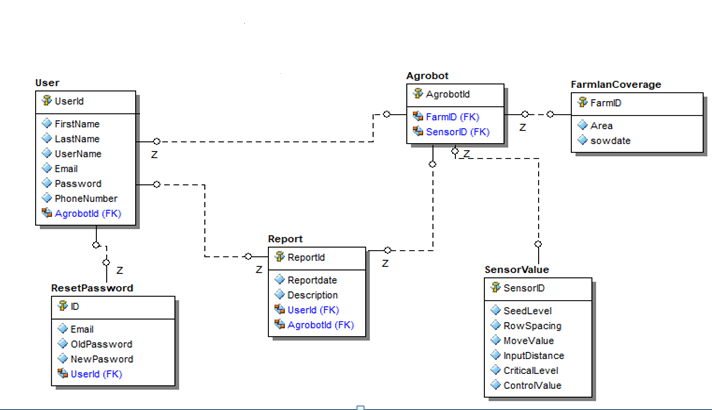 User
UserId
FirstName
LastName
UserName
Email
Password
PhoneNumber
AgrobotId (FK)
Z
Agrobot
AgrobotId
FarmID (FK)
SensorID (FK)
Z
Z
FarmlanCoverage
FarmID
Area
sowdate
Report
ReportId
Reportdate
Description
UserId (FK)
AgrobotId (FK)
Z
Z
ResetPassword
ID
Email
OldPassword
NewPasword
UserId (FK)
Z
SensorValue
SensorID
SeedLevel
RowSpacing
MoveValue
InputDistance
CriticalLevel
ControlValue